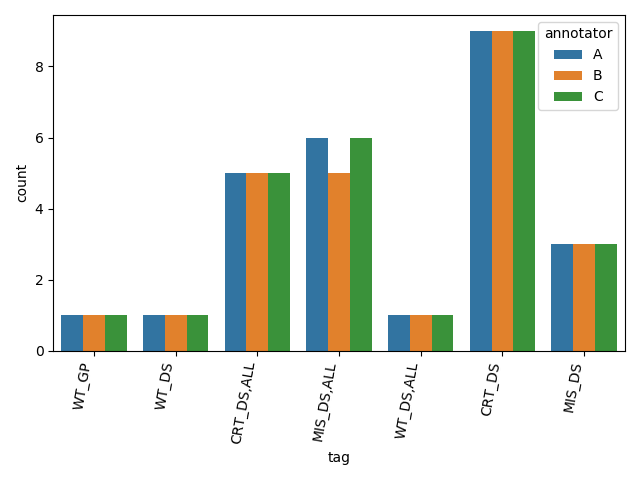 annotator
A
B
C
count
8
6
4
2
0
WT_GP
WT_DS
CRT_DS,ALL
MIS_DS,ALL
WT_DS,ALL
CRT_DS
MIS_DS
tag